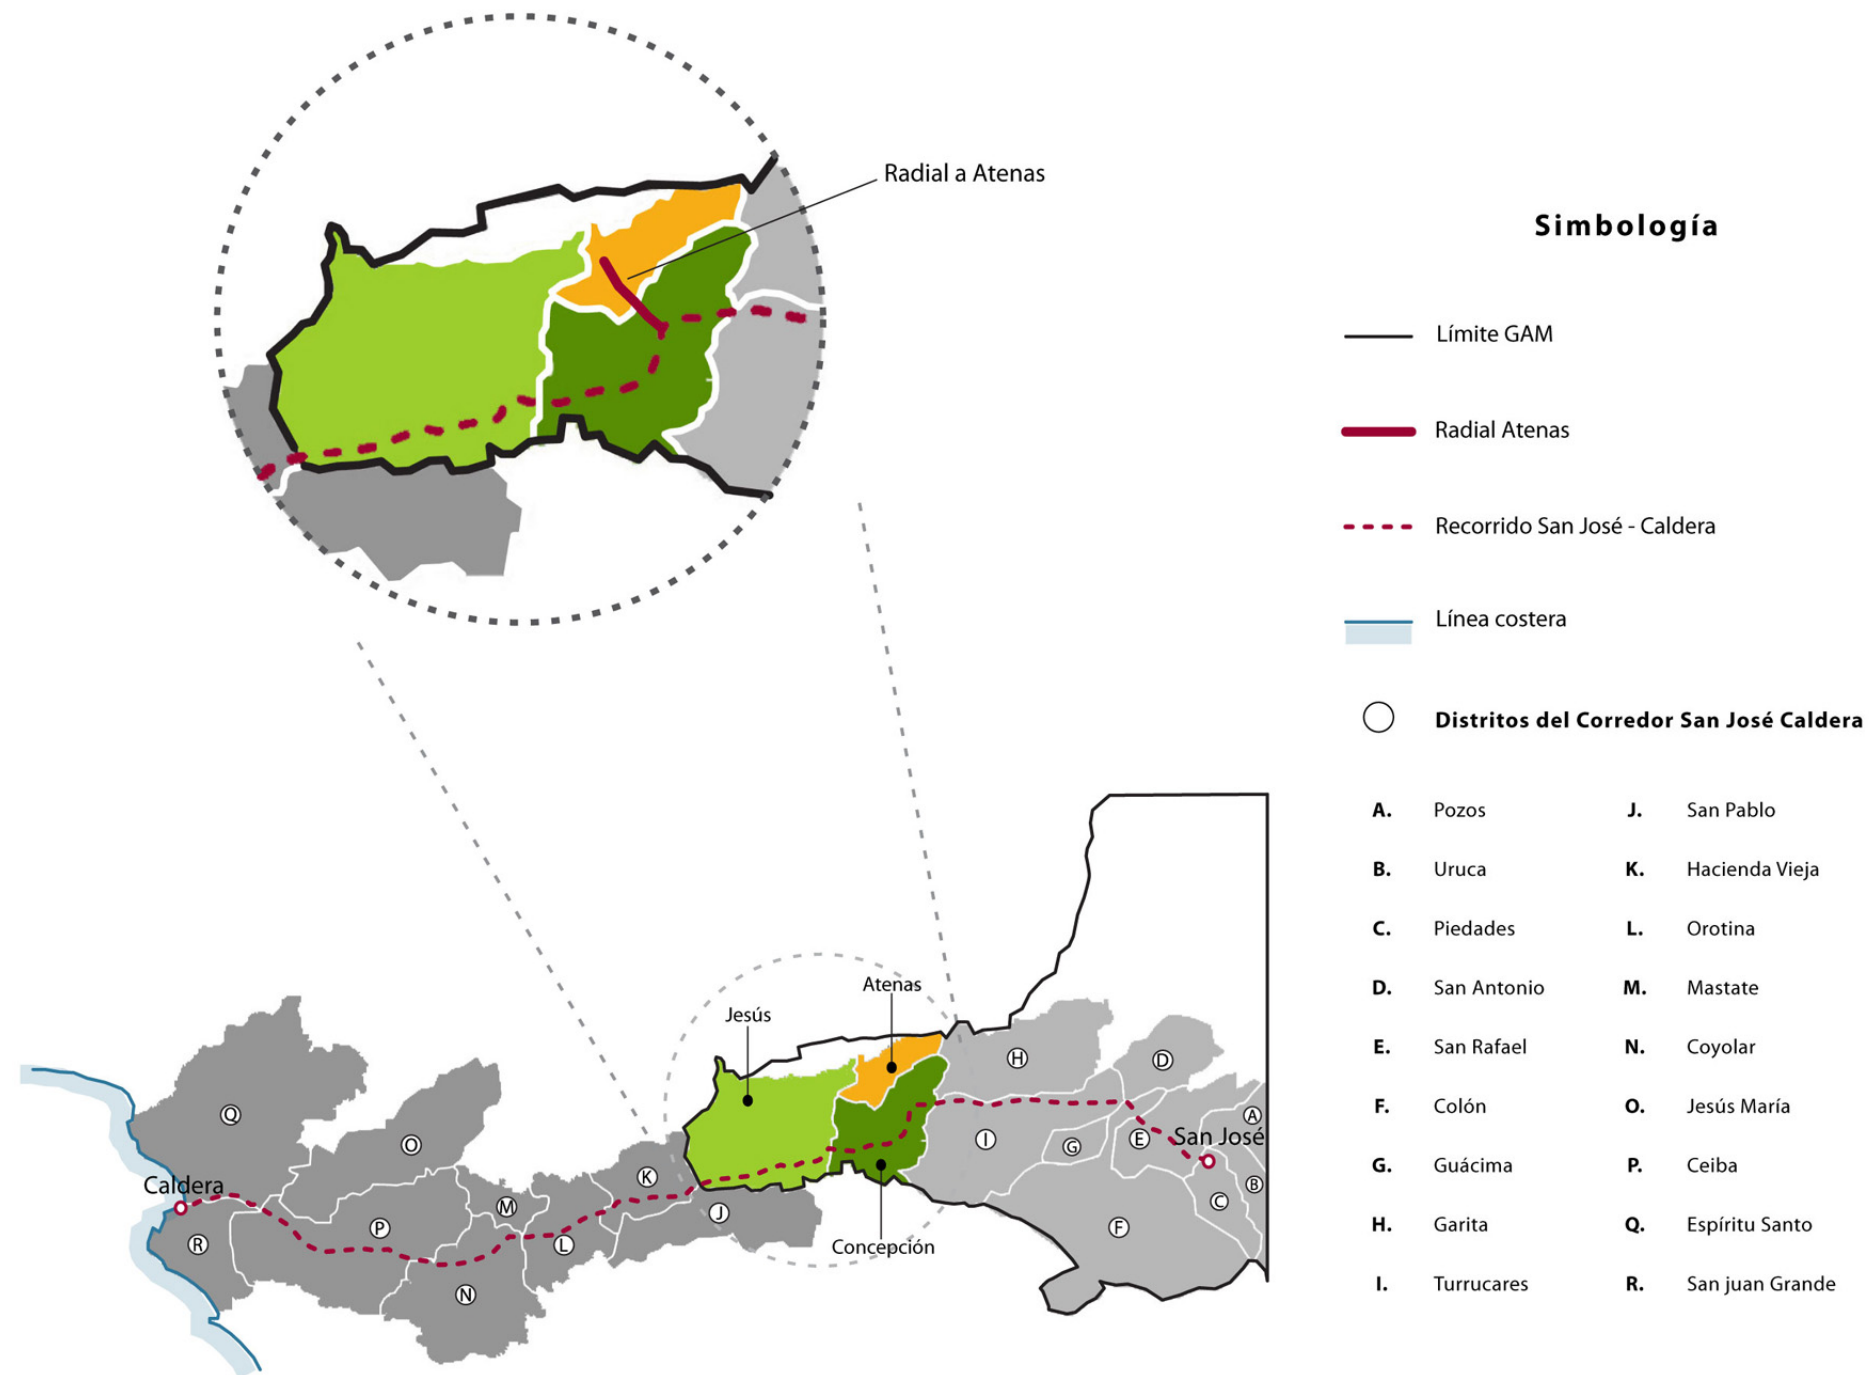 Radial a Atenas
Simbología
Límite GAM
Radial Atenas
Recorrido San José - Caldera
Línea costera
Distritos del Corredor San José Caldera
A. Pozos
B. Uruca
C. Piedades
D. San Antonio
E. San Rafael
F. Colón
G. Guácima
H. Garita
I. Turrucares
J. San Pablo
K. Hacienda Vieja
L. Orotina
M. Mastate
N. Coyolar
O. Jesús María
P. Ceiba
Q. Espíritu Santo
R. San juan Grande
Atenas
Jesús
H
D
Q
O
A
I
G
E
San José
K
Caldera
B
M
C
J
P
F
R
L
Concepción
N